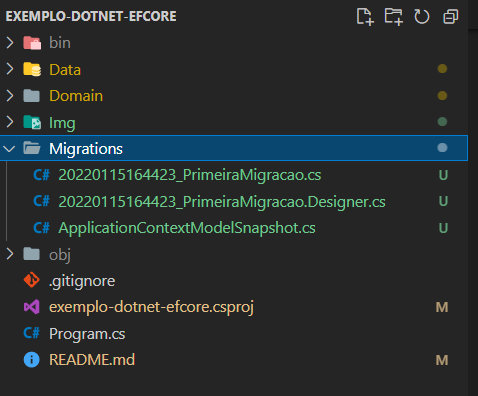 EXEMPLO-DOTNET-EFCORE
bin
Data
Domain
Img
Migrations
C# 20220115164423_PrimeiraMigracao.cs U
C# 20220115164423_PrimeiraMigracao.Designer.cs U
C# ApplicationContextModelSnapshot.cs U
obj
.gitignore
exemplo-dotnet-efcore.csproj M
C# Program.cs
README.md M